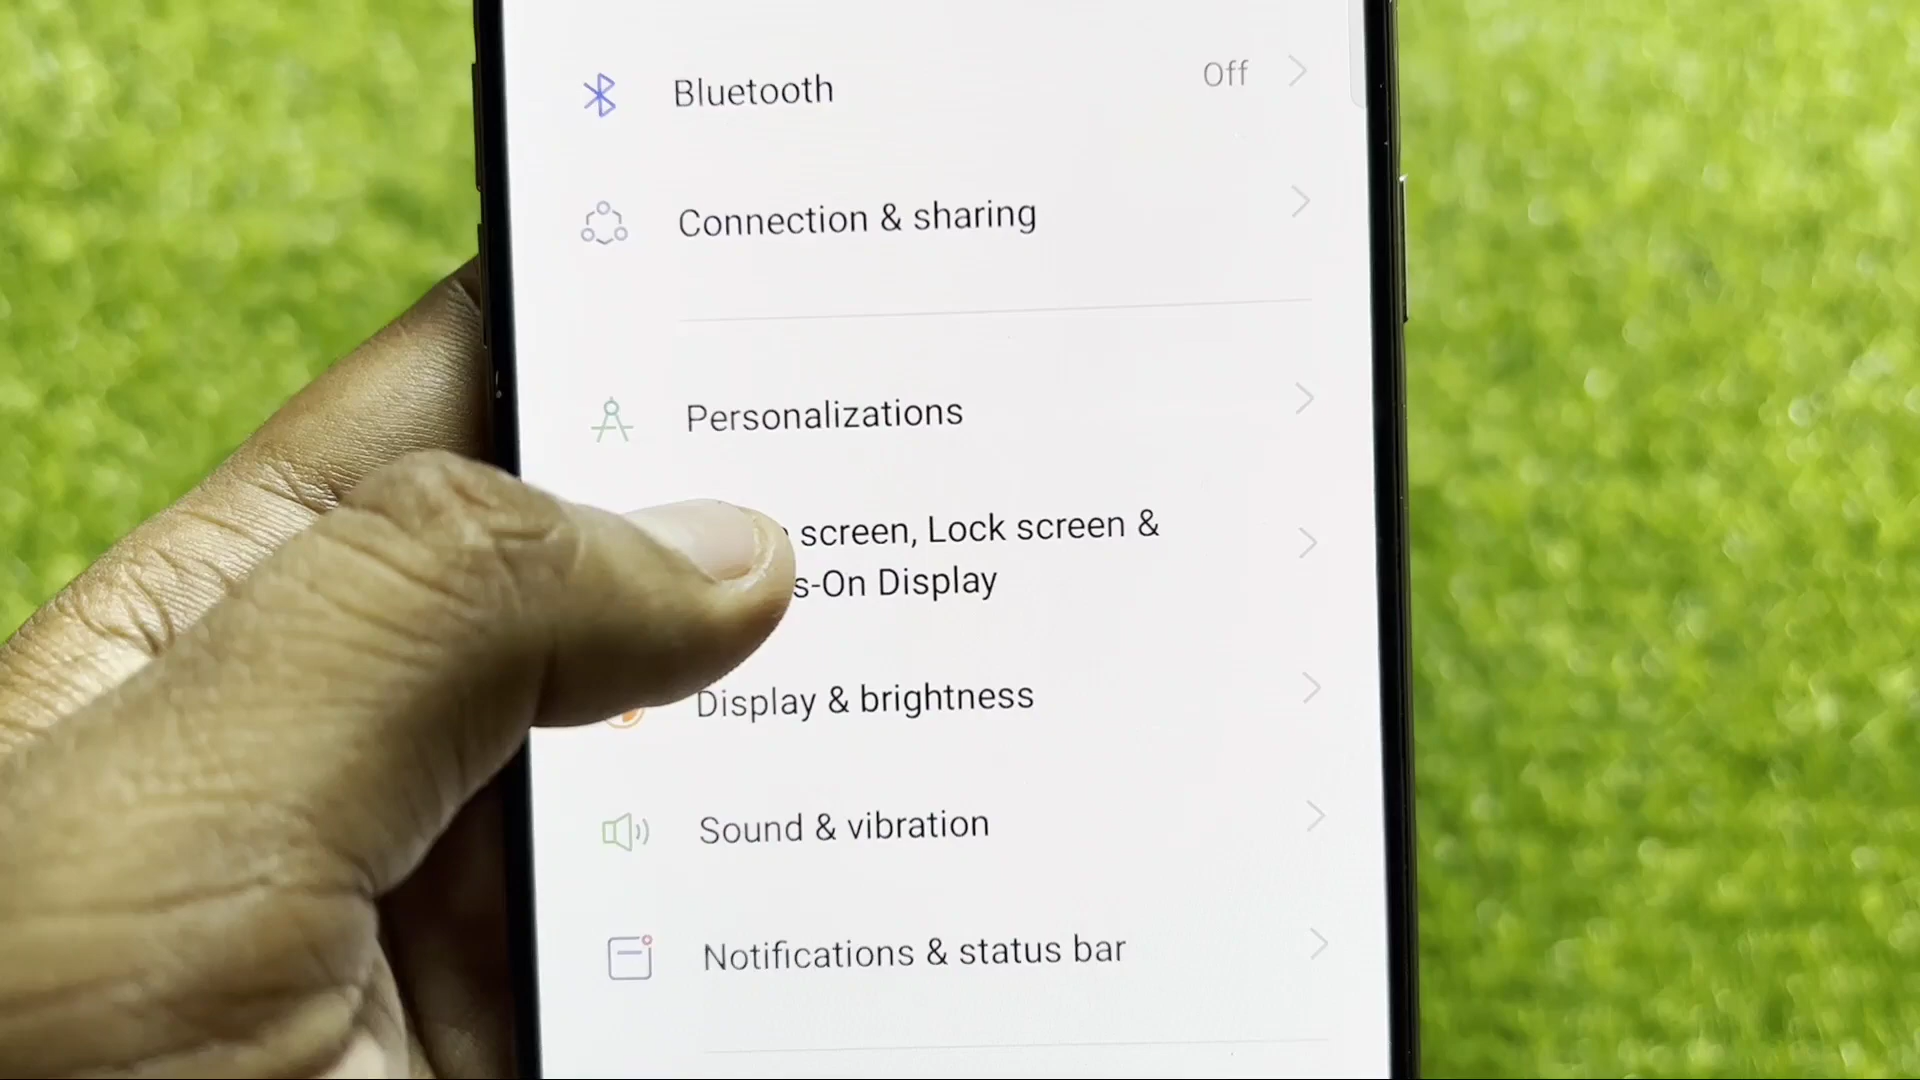 Bluetooth Off
Connection & sharing
Personalizations
screen, Lock screen &
s-On Display
Display & brightness
Sound & vibration
Notifications & status bar